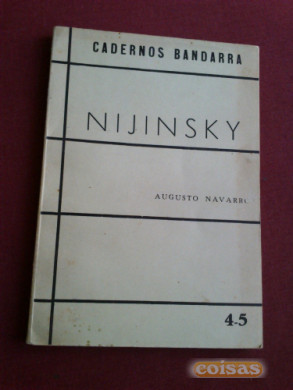 CADERNOS BANDARRA
NIJINSKY
AUGUSTO NAVARRO
4-5
coisas